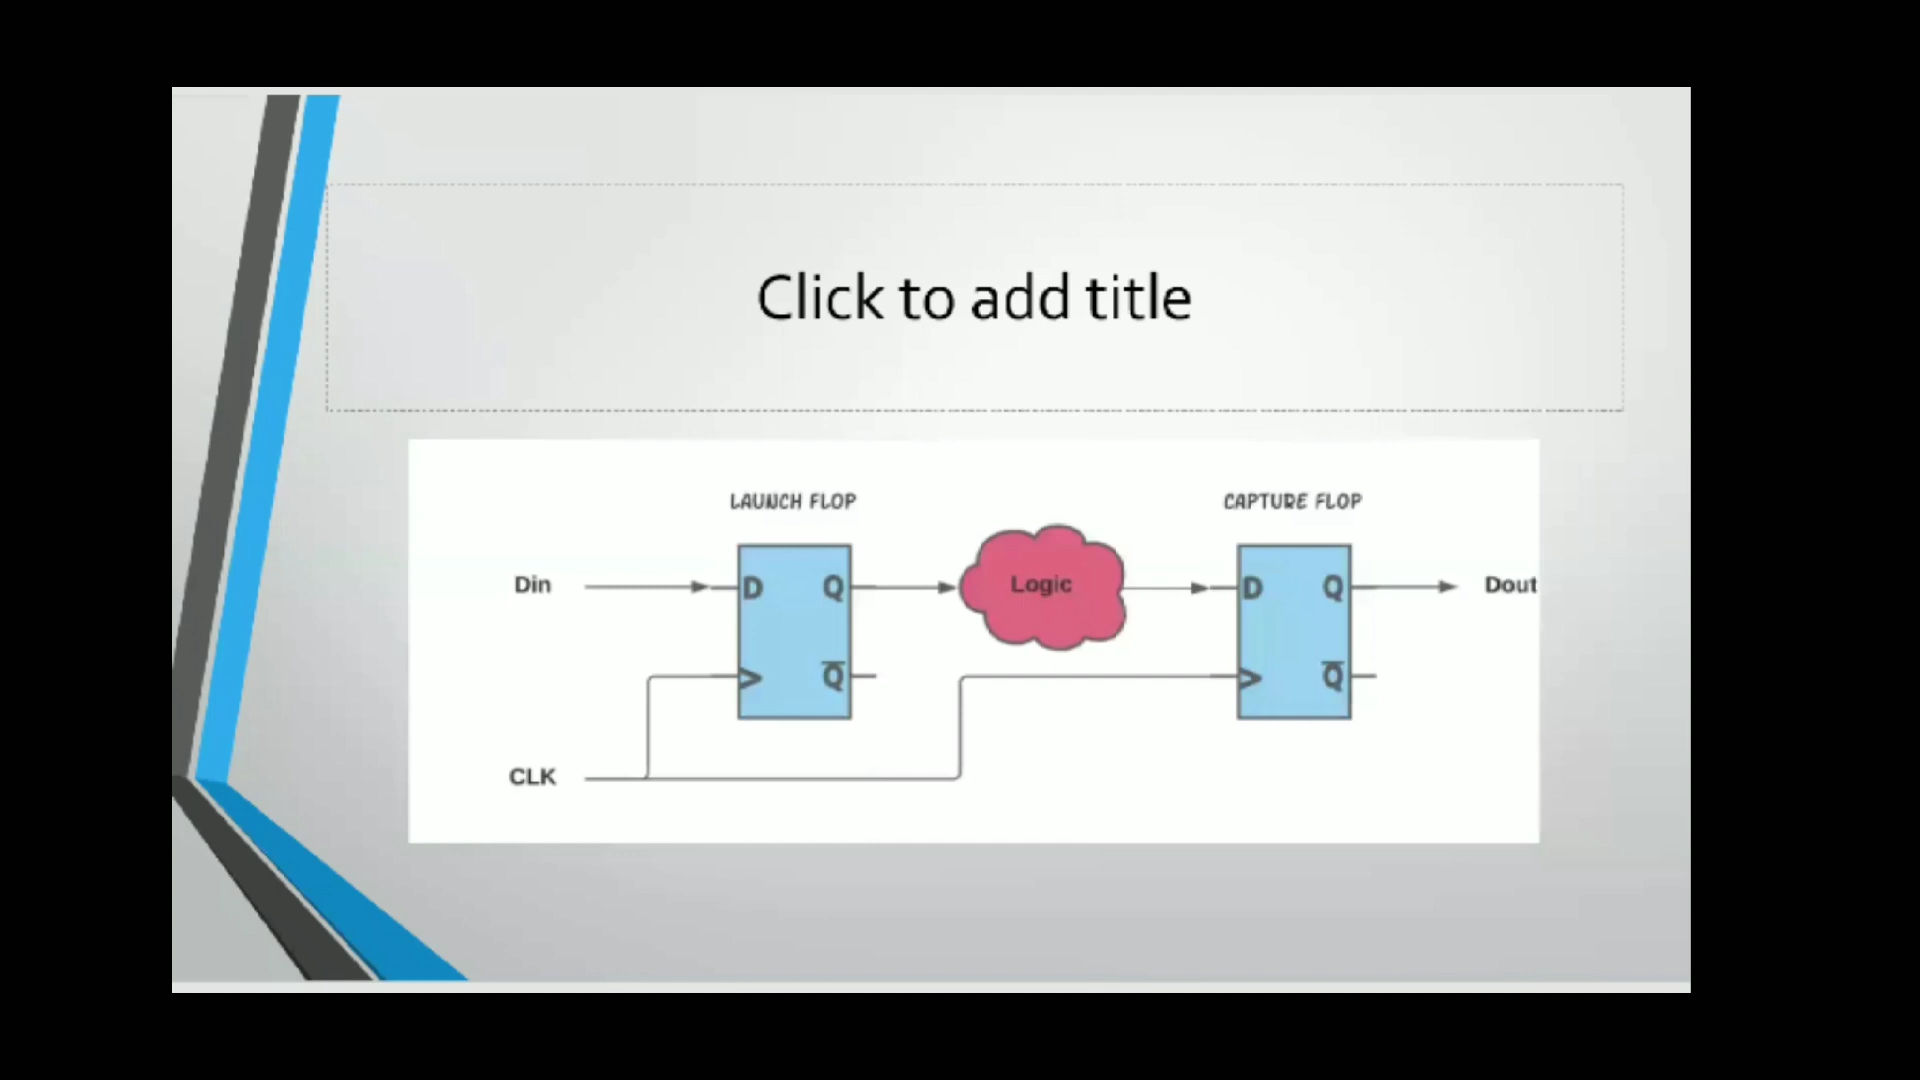 Click to add title
LAUNCH FLOP
CAPTURE FLOP
Din
D
Q
Logic
D
Q
Dout
>
Q̅
>
Q̅
CLK